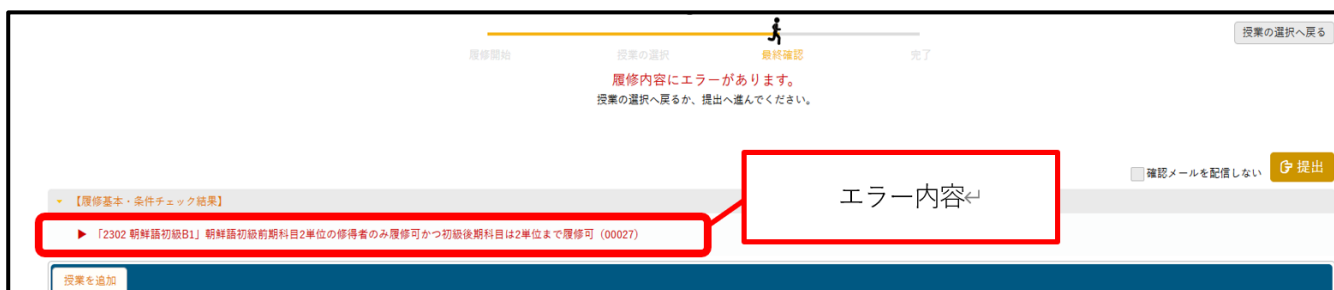 授業の選択へ戻る
履修開始
授業の選択
最終確認
完了
履修内容にエラーがあります。
授業の選択へ戻るか、提出へ進んでください。
確認メールを配信しない
提出
【履修基本・条件チェック結果】
エラー内容↵
「2302 朝鮮語初級B1」朝鮮語初級前期科目2単位の修得者のみ履修可かつ初級後期科目は2単位まで履修可（00027）
授業を追加